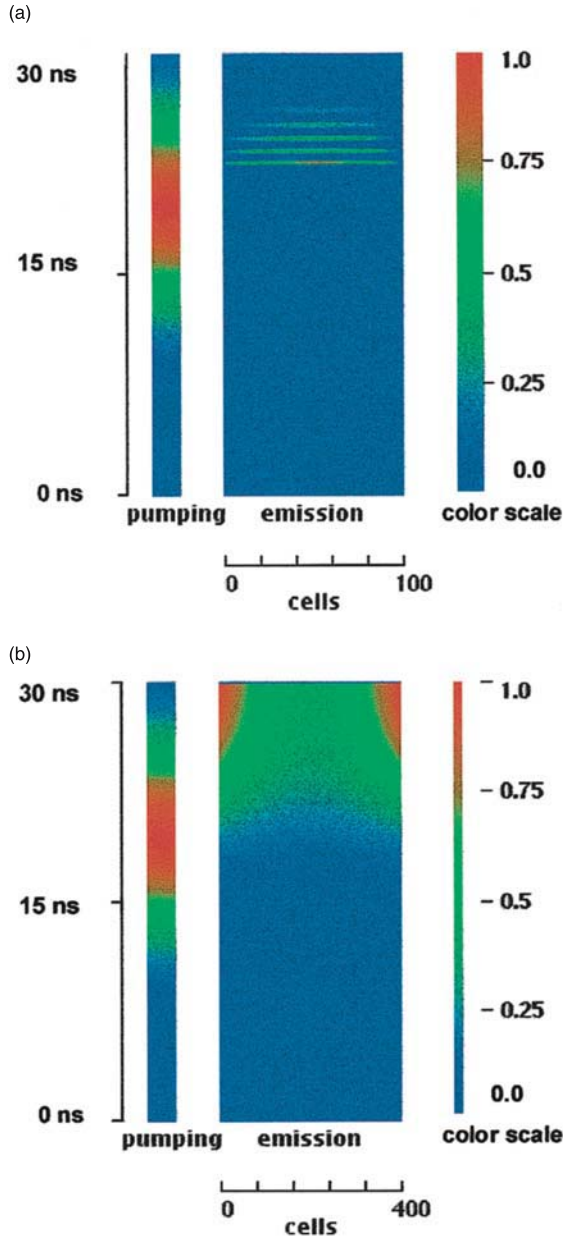 (a)
30 ns
15 ns
0 ns
pumping
emission
1.0
0.75
0.5
0.25
0.0
color scale
0
100
cells
(b)
30 ns
15 ns
0 ns
pumping
emission
1.0
0.75
0.5
0.25
0.0
color scale
0
400
cells